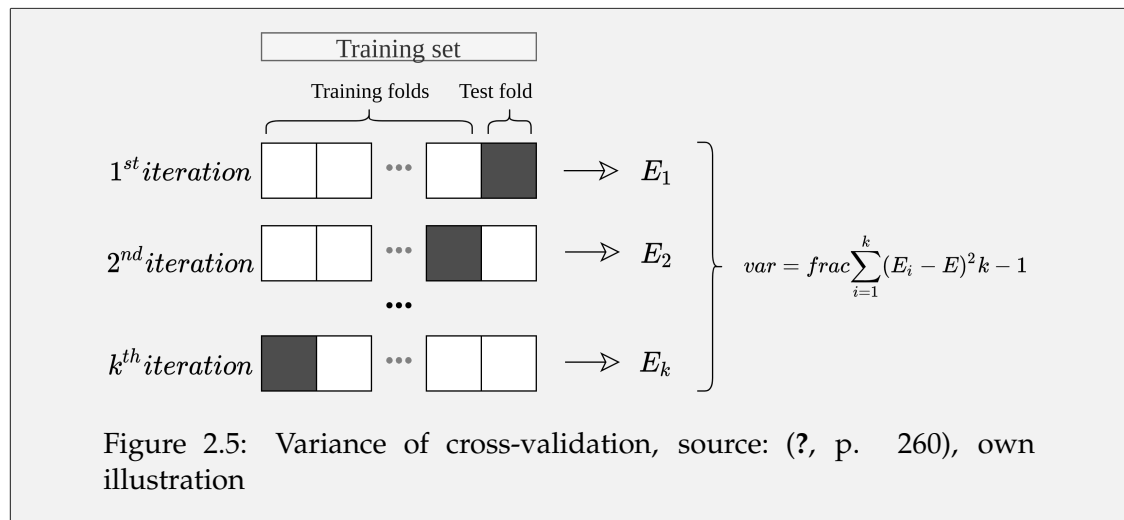 Training set
Training folds Test fold
1^{st} iteration ••• → E_1
2^{nd} iteration ••• → E_2
var = frac \sum_{i=1}^{k} (E_i − E)^2 k − 1
•••
k^{th} iteration ••• → E_k
Figure 2.5: Variance of cross-validation, source: (?, p. 260), own
illustration